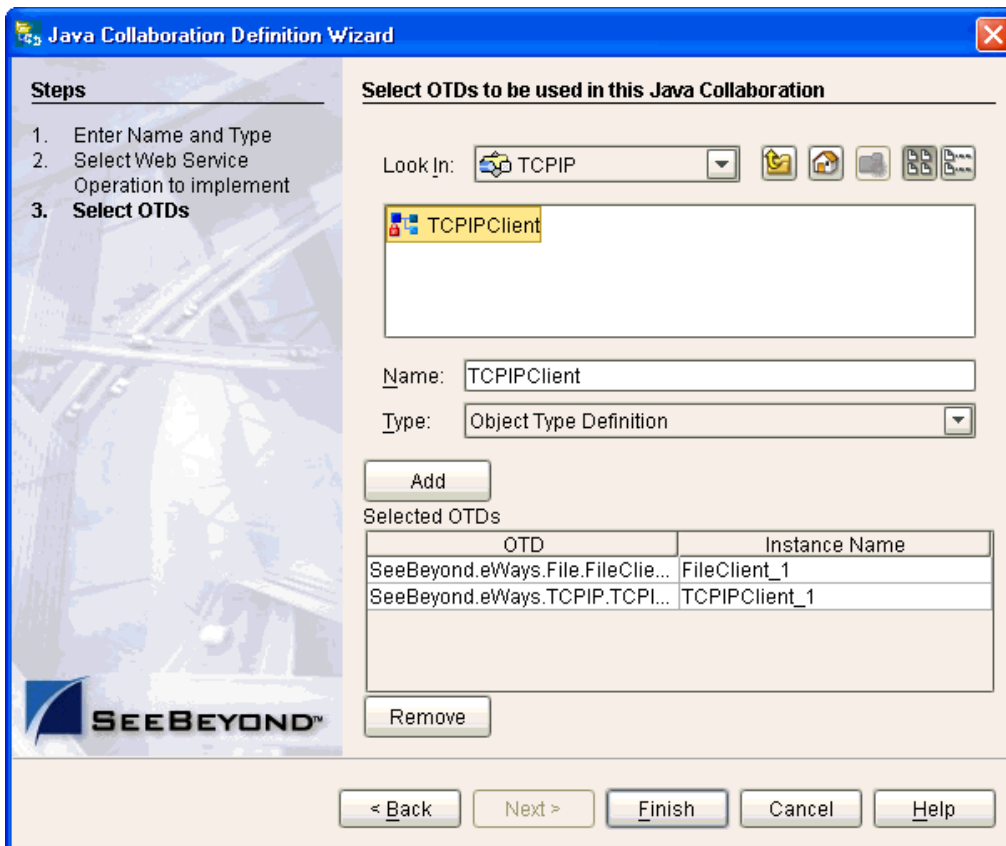 Java Collaboration Definition Wizard
Steps
1. Enter Name and Type
2. Select Web Service
Operation to implement
3. Select OTDs
SEEBEYOND™
Select OTDs to be used in this Java Collaboration
Look In: TCPIP
TCPIPClient
Name: TCPIPClient
Type: Object Type Definition
Add
Selected OTDs
OTD Instance Name
SeeBeyond.eWays.File.FileClie... FileClient_1
SeeBeyond.eWays.TCPIP.TCPI... TCPIPClient_1
Remove
< Back Next > Finish Cancel Help